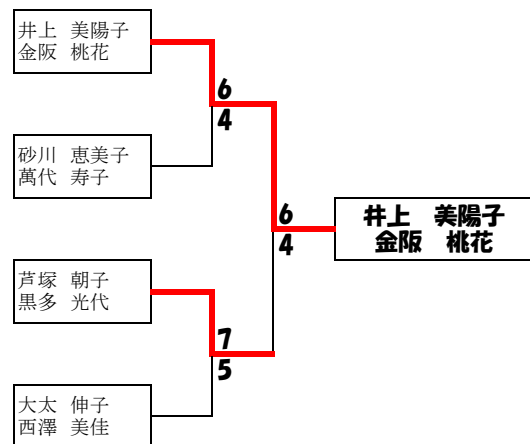 井上 美陽子
金阪 桃花
6
4
砂川 恵美子
萬代 寿子
6
4
井上 美陽子
金阪 桃花
芦塚 朝子
黒多 光代
7
5
大太 伸子
西澤 美佳